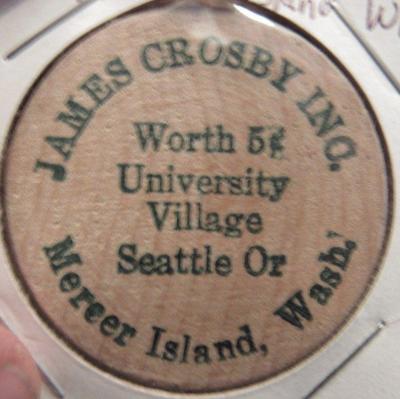 JAMES CROSBY INC.
Worth 5¢
University
Village
Seattle Or
Mercer Island, Wash.